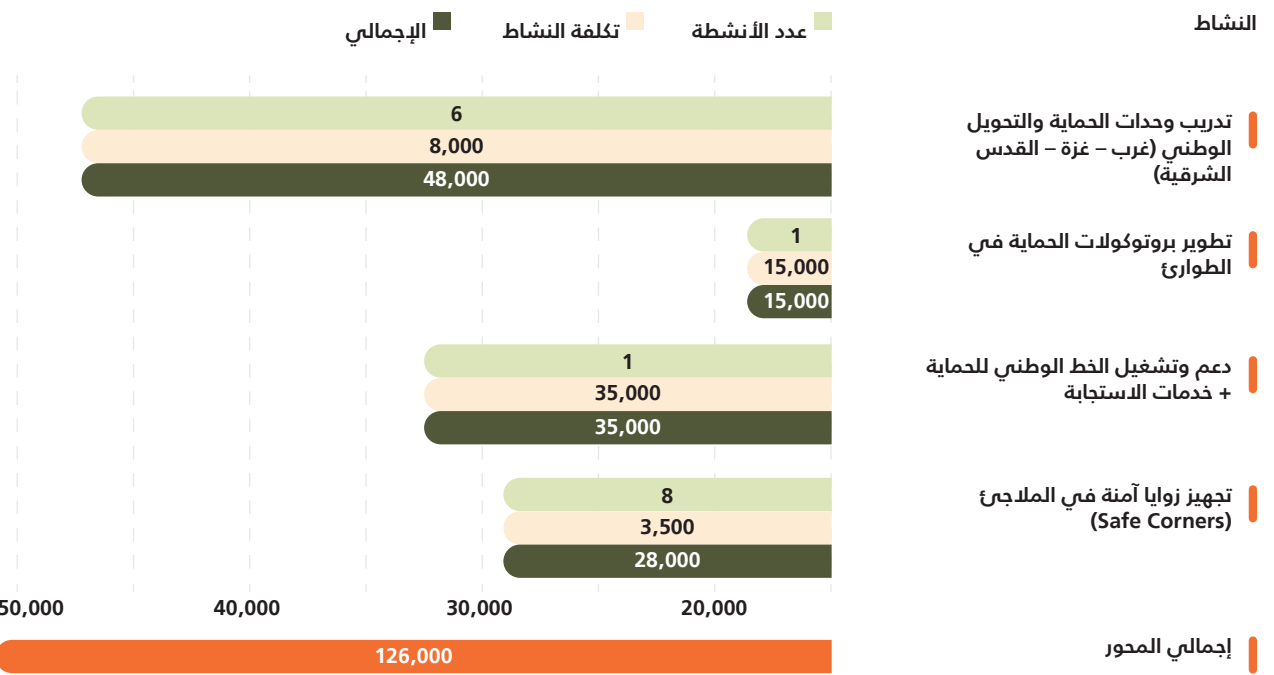 النشاط
عدد الأنشطة
تكلفة النشاط
الإجمالي
تدريب وحدات الحماية والتحويل
الوطني (غرب – غزة – القدس
الشرقية)
6
8,000
48,000
تطوير بروتوكولات الحماية في
الطوارئ
1
15,000
15,000
دعم وتشغيل الخط الوطني للحماية
+ خدمات الاستجابة
1
35,000
35,000
تجهيز زوايا آمنة في الملاجئ
(Safe Corners)
8
3,500
28,000
20,000
30,000
40,000
50,000
إجمالي المحور
126,000